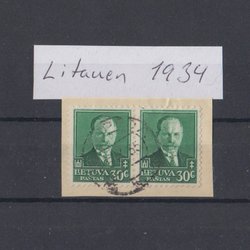 Litauen 1934
LIETUVA 30c LIETUVA 30c
PAŠTAS PAŠTAS